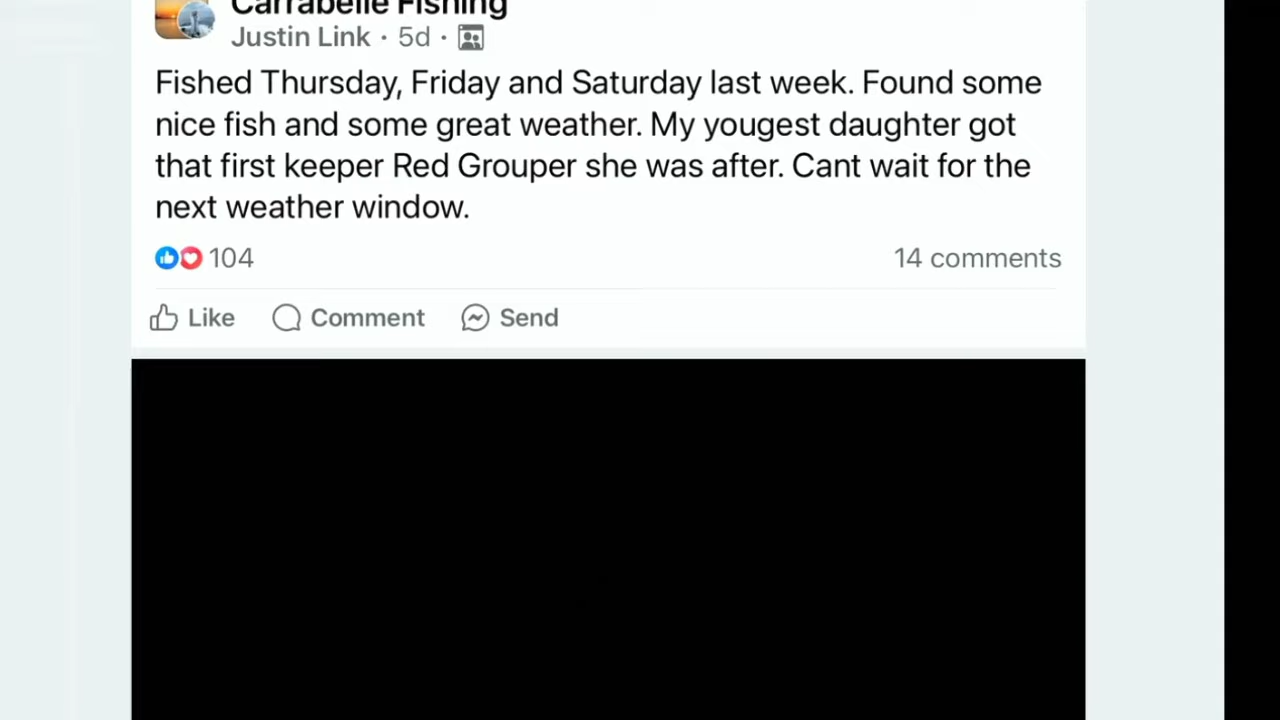 Carrabelle Fishing
Justin Link · 5d ·
Fished Thursday, Friday and Saturday last week. Found some
nice fish and some great weather. My yougest daughter got
that first keeper Red Grouper she was after. Cant wait for the
next weather window.
104
14 comments
Like
Comment
Send